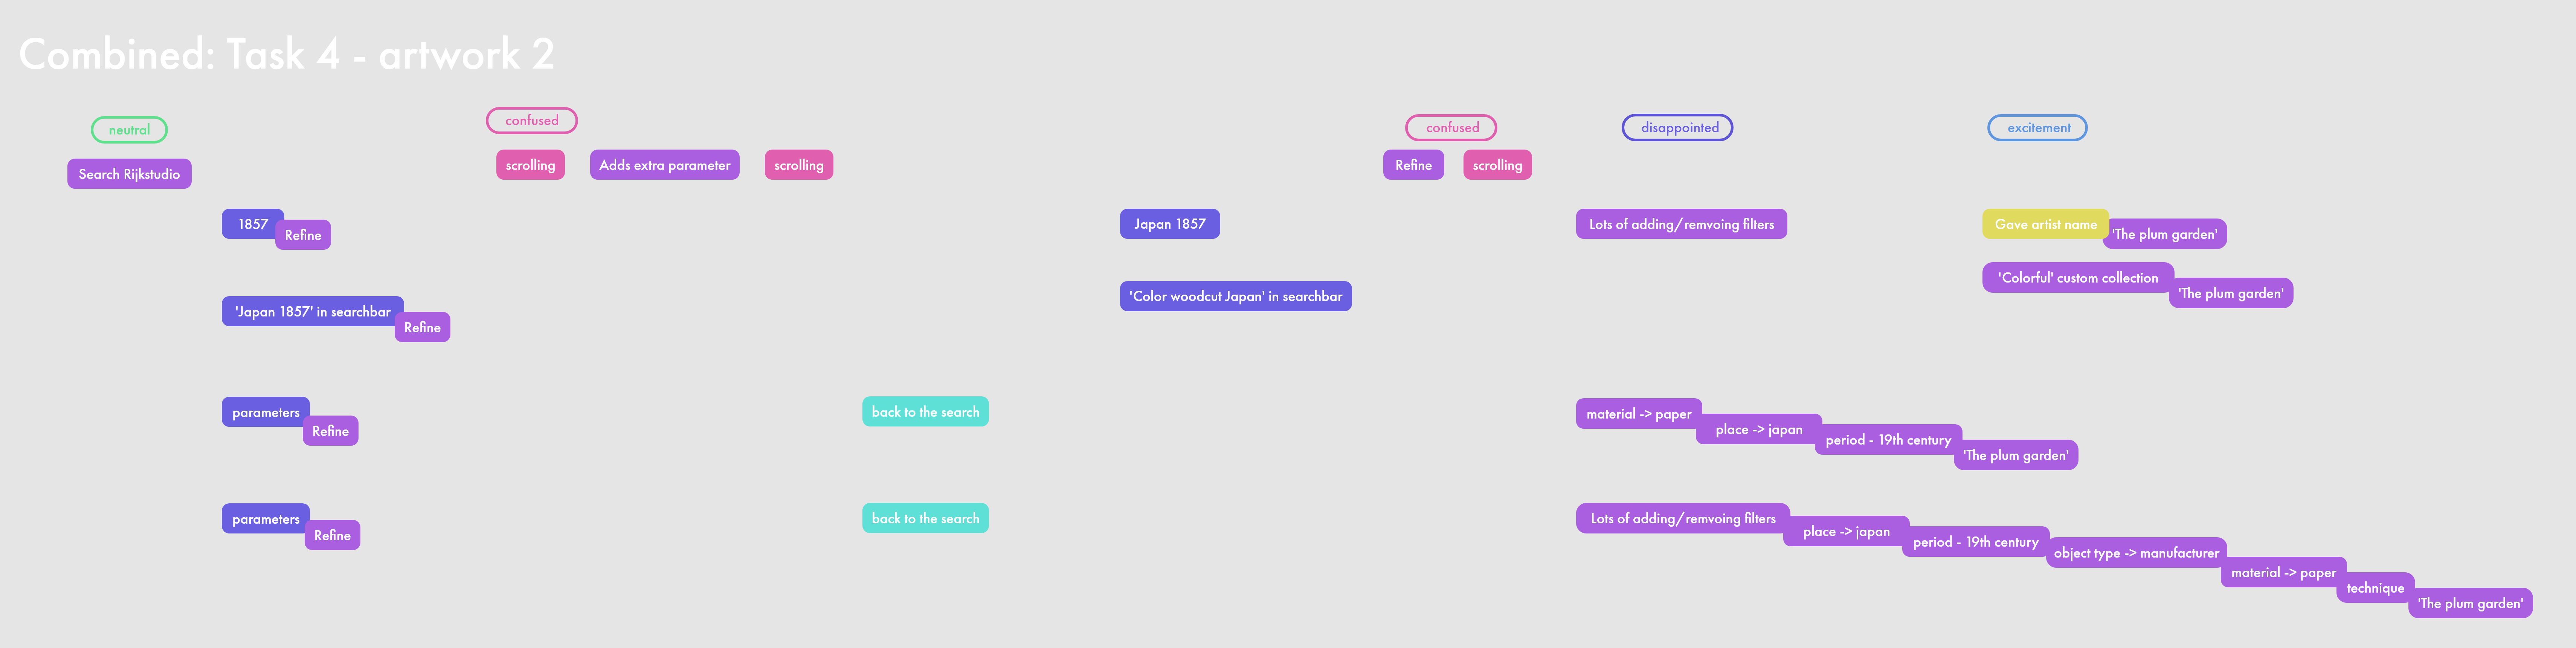 Combined: Task 4 - artwork 2
neutral
confused
confused
disappointed
excitement
Search Rijkstudio
scrolling
Adds extra parameter
scrolling
Refine
scrolling
1857
Refine
Japan 1857
Lots of adding/remvoing filters
Gave artist name
'The plum garden'
'Japan 1857' in searchbar
Refine
'Color woodcut Japan' in searchbar
'Colorful' custom collection
'The plum garden'
parameters
Refine
back to the search
material -> paper
place -> japan
period - 19th century
'The plum garden'
parameters
Refine
back to the search
Lots of adding/remvoing filters
place -> japan
period - 19th century
object type -> manufacturer
material -> paper
technique
'The plum garden'